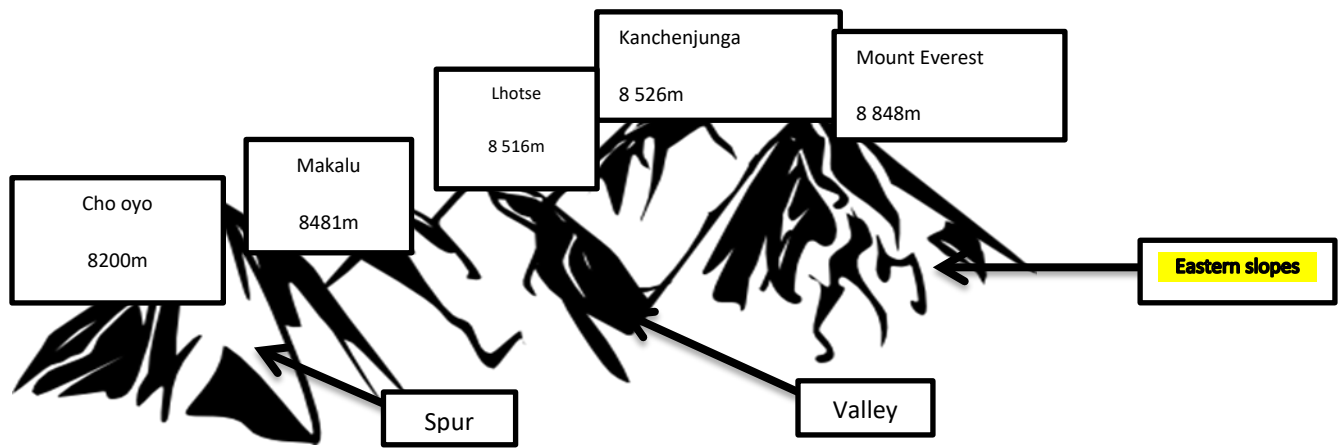 Kanchenjunga
8 526m
Mount Everest
8 848m
Lhotse
8 516m
Makalu
8481m
Cho oyo
8200m
Eastern slopes
Spur
Valley